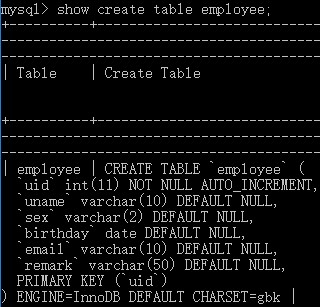 mysql> show create table employee;
+----------+---------------------------
-----------------------------------------
-----------------------------------------
| Table    | Create Table
+----------+---------------------------
-----------------------------------------
-----------------------------------------
| employee | CREATE TABLE `employee` (
  `uid` int(11) NOT NULL AUTO_INCREMENT,
  `uname` varchar(10) DEFAULT NULL,
  `sex` varchar(2) DEFAULT NULL,
  `birthday` date DEFAULT NULL,
  `email` varchar(10) DEFAULT NULL,
  `remark` varchar(50) DEFAULT NULL,
  PRIMARY KEY (`uid`)
) ENGINE=InnoDB DEFAULT CHARSET=gbk |